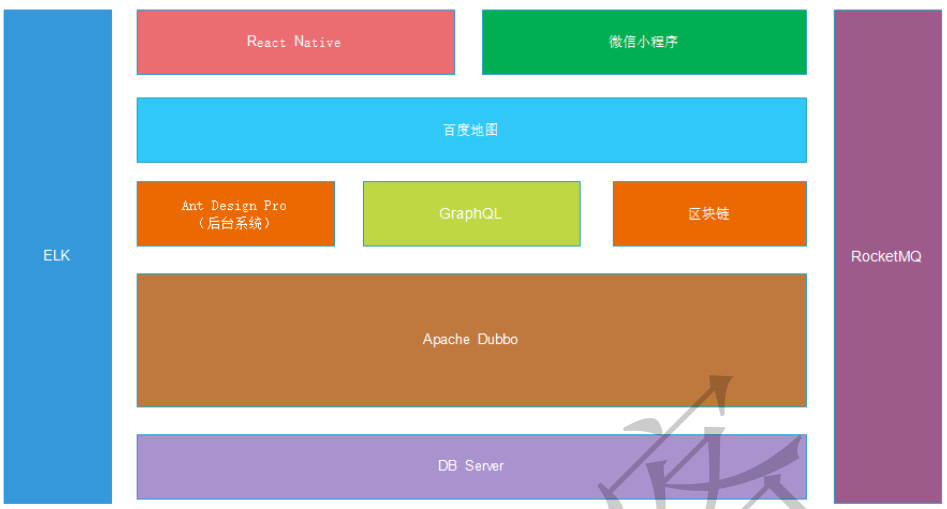 React Native
微信小程序
百度地图
Ant Design Pro
（后台系统）
GraphQL
区块链
ELK
RocketMQ
Apache Dubbo
DB Server